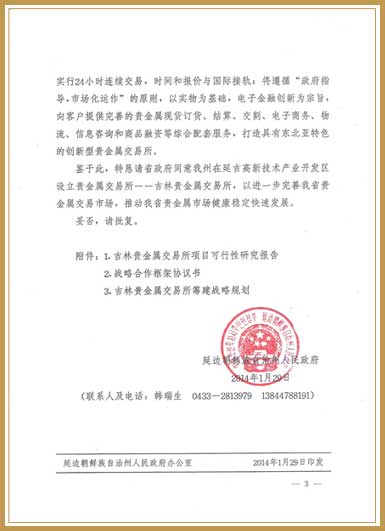 实行24小时连续交易，时间和报价与国际接轨；将遵循“政府指
导，市场化运作”的原则，以实物为基础，电子金融创新为宗旨，
向客户提供完善的贵金属现货订货、结算、交割、电子商务、物
流、信息咨询和商品融资等综合配套服务，打造具有东北亚特色
的创新型贵金属交易所。
鉴于此，特恳请省政府同意我州在延吉高新技术产业开发区
设立贵金属交易所——吉林贵金属交易所，以进一步完善我省贵
金属交易市场，推动我省贵金属市场健康稳定快速发展。
妥否，请批复。
附件：1.吉林贵金属交易所项目可行性研究报告
2.战略合作框架协议书
3.吉林贵金属交易所筹建战略规划
延边朝鲜族自治州人民政府
2014年1月29日
（联系人及电话：韩瑞生 0433—2813979 13844788191）
延边朝鲜族自治州人民政府办公室 2014年1月29日印发
— 3 —